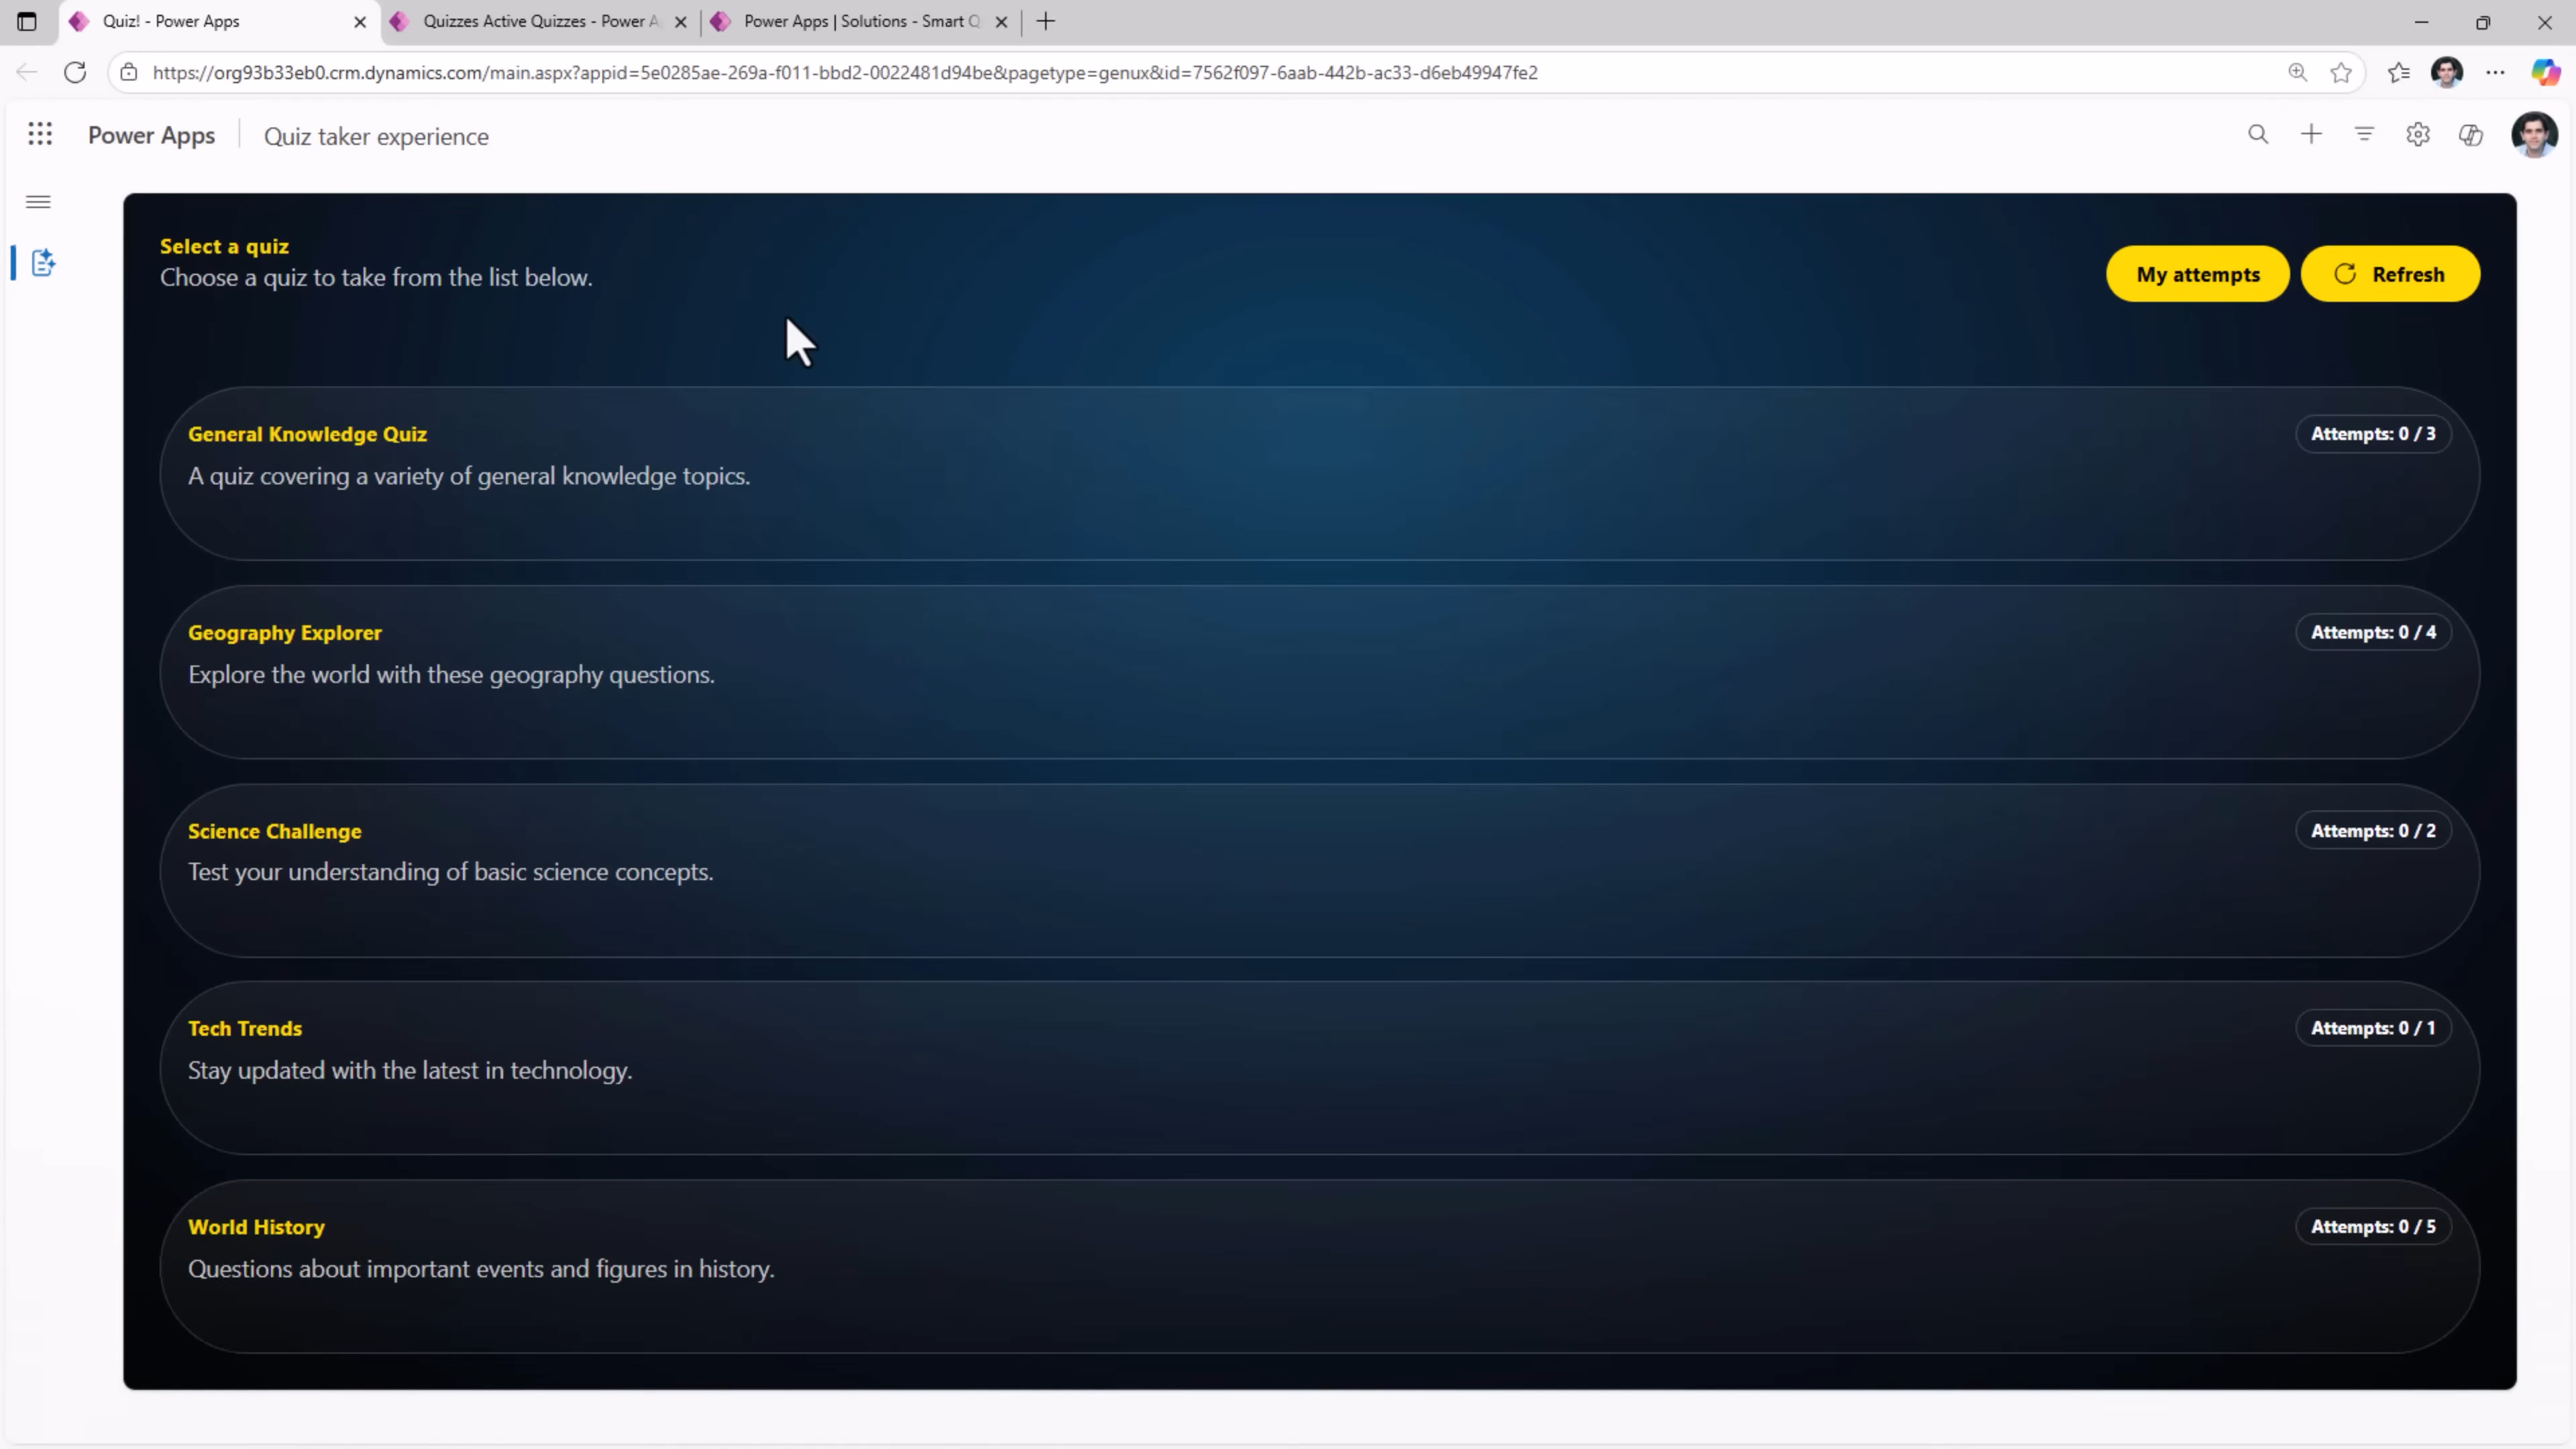 Quiz! - Power Apps
Quizzes Active Quizzes - Power A
Power Apps | Solutions - Smart Q
https://org93b33eb0.crm.dynamics.com/main.aspx?appid=5e0285ae-269a-f011-bbd2-0022481d94be&pagetype=genux&id=7562f097-6aab-442b-ac33-d6eb49947fe2
Power Apps
Quiz taker experience
Select a quiz
Choose a quiz to take from the list below.
My attempts
Refresh
General Knowledge Quiz
Attempts: 0 / 3
A quiz covering a variety of general knowledge topics.
Geography Explorer
Attempts: 0 / 4
Explore the world with these geography questions.
Science Challenge
Attempts: 0 / 2
Test your understanding of basic science concepts.
Tech Trends
Attempts: 0 / 1
Stay updated with the latest in technology.
World History
Attempts: 0 / 5
Questions about important events and figures in history.